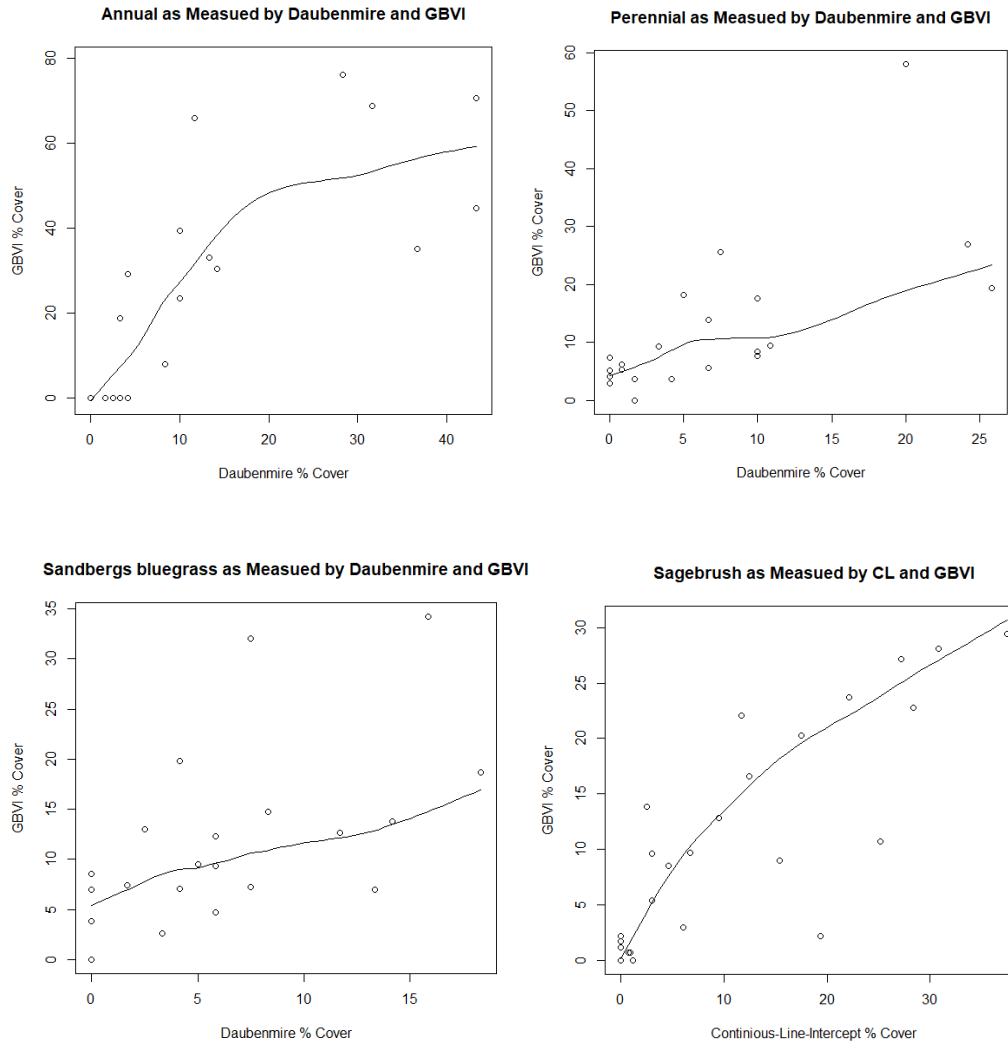 Annual as Measued by Daubenmire and GBVI
80
60
40
20
0
GBVI % Cover
0 10 20 30 40
Daubenmire % Cover
Perennial as Measued by Daubenmire and GBVI
60
50
40
30
20
10
0
GBVI % Cover
0 5 10 15 20 25
Daubenmire % Cover
Sandbergs bluegrass as Measued by Daubenmire and GBVI
35
30
25
20
15
10
5
0
GBVI % Cover
0 5 10 15
Daubenmire % Cover
Sagebrush as Measued by CL and GBVI
30
25
20
15
10
5
0
GBVI % Cover
0 10 20 30
Continious-Line-Intercept % Cover